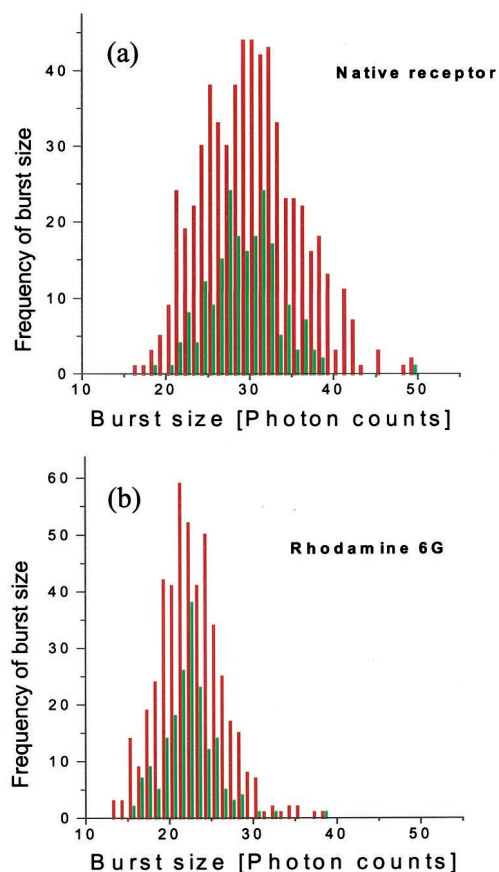 (a)
Native receptor
Frequency of burst size
40
30
20
10
0
10 20 30 40 50
Burst size [Photon counts]
(b)
Rhodamine 6G
Frequency of burst size
60
50
40
30
20
10
0
10 20 30 40 50
Burst size [Photon counts]